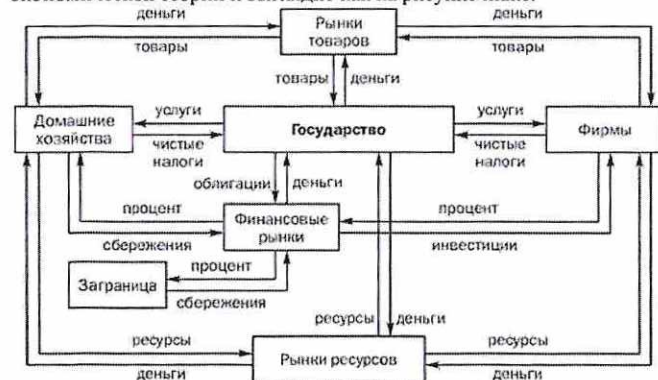 деньги деньги
Рынки
товаров
товары товары
товары деньги
Домашние
хозяйства
услуги
Государство
услуги
Фирмы
чистые
налоги
чистые
налоги
облигации деньги
процент
Финансовые
рынки
процент
сбережения
инвестиции
процент
Заграница
сбережения
ресурсы
ресурсы деньги
ресурсы
Рынки ресурсов
деньги деньги